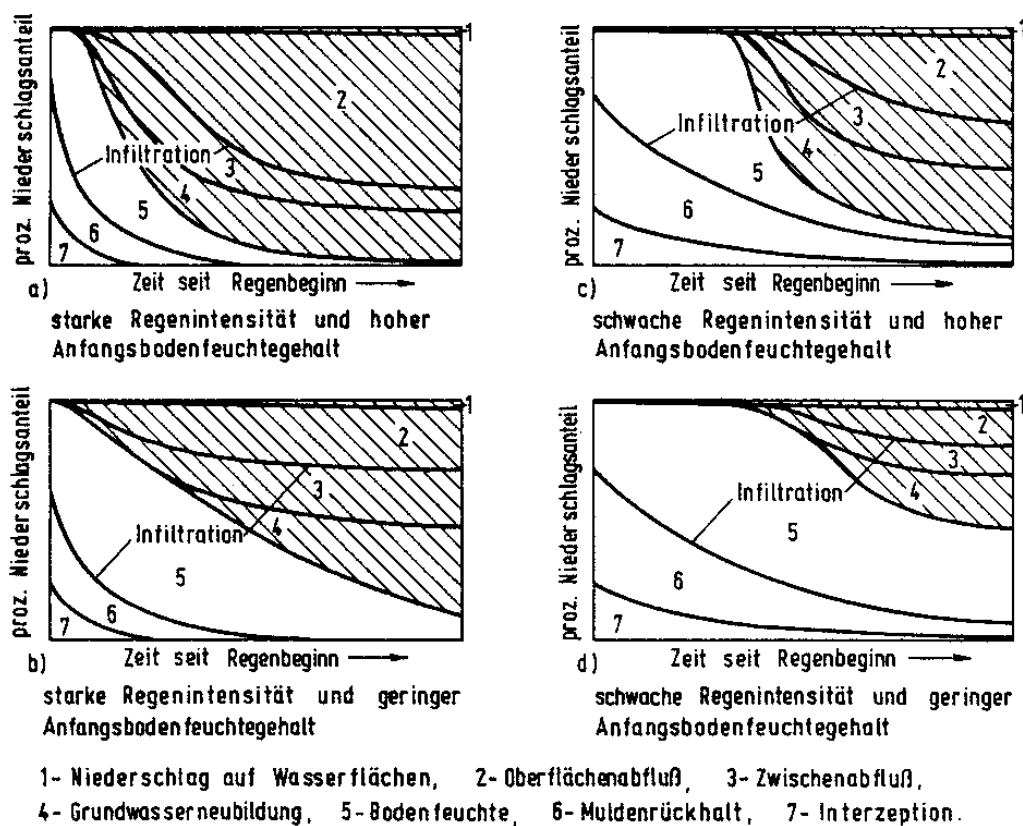 a)
proz. Niederschlagsanteil
1
2
Infiltration
3
4
5
6
7
Zeit seit Regenbeginn
starke Regenintensität und hoher
Anfangsbodenfeuchtegehalt
c)
proz. Niederschlagsanteil
1
2
Infiltration
3
4
5
6
7
Zeit seit Regenbeginn
schwache Regenintensität und hoher
Anfangsbodenfeuchtegehalt
b)
proz. Niederschlagsanteil
1
2
3
4
Infiltration
5
6
7
Zeit seit Regenbeginn
starke Regenintensität und geringer
Anfangsbodenfeuchtegehalt
d)
proz. Niederschlagsanteil
1
2
3
4
Infiltration
5
6
7
Zeit seit Regenbeginn
schwache Regenintensität und geringer
Anfangsbodenfeuchtegehalt
1- Niederschlag auf Wasserflächen, 2- Oberflächenabfluß, 3- Zwischenabfluß,
4- Grundwasserneubildung, 5- Bodenfeuchte, 6- Muldenrückhalt, 7- Interzeption.